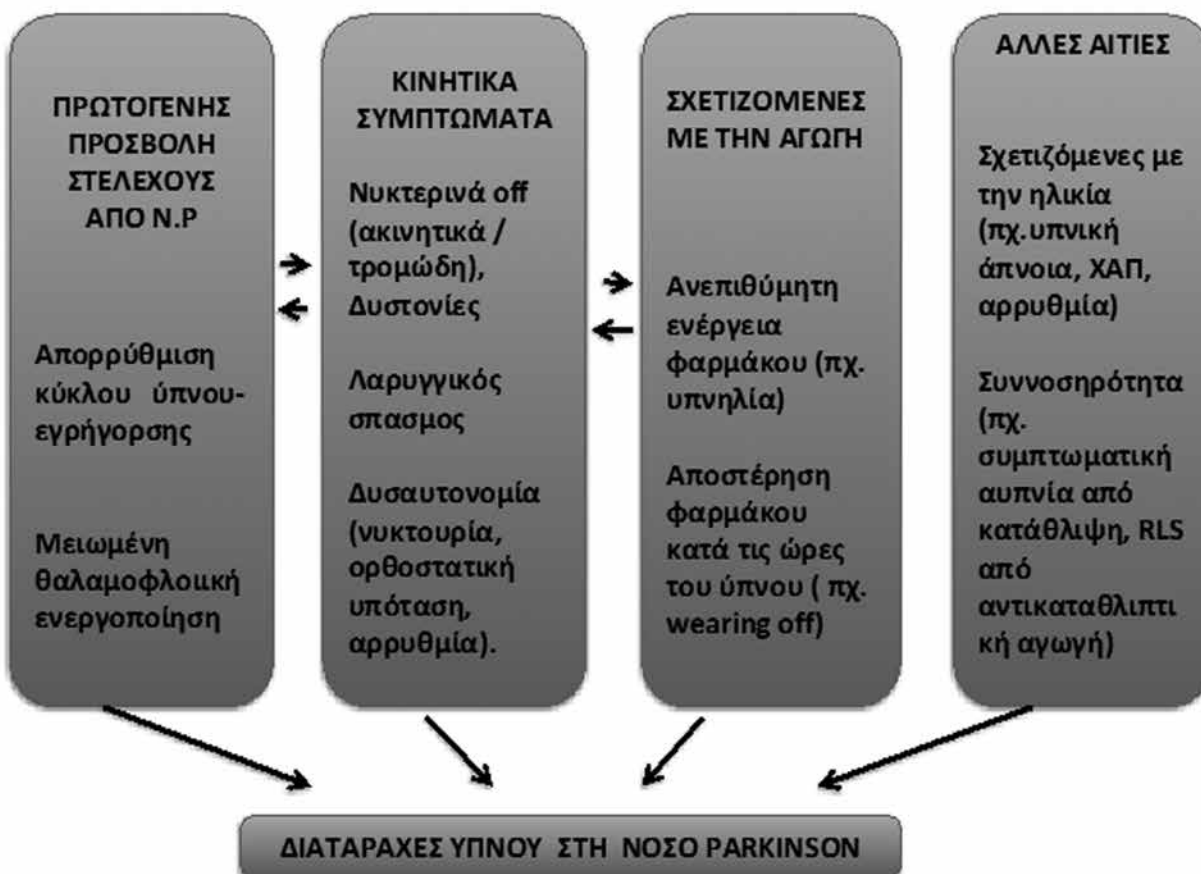 ΠΡΩΤΟΓΕΝΗΣ
ΠΡΟΣΒΟΛΗ
ΣΤΕΛΕΧΟΥΣ
ΑΠΟ Ν.Ρ
Απορρύθμιση
κύκλου ύπνου-
εγρήγορσης
Μειωμένη
θαλαμοφλοιική
ενεργοποίηση
ΚΙΝΗΤΙΚΑ
ΣΥΜΠΤΩΜΑΤΑ
Νυκτερινά off
(ακινητικά /
τρομώδη),
Δυστονίες
Λαρυγγικός
σπασμος
Δυσαυτονομία
(νυκτουρία,
ορθοστατική
υπόταση,
αρρυθμία).
ΣΧΕΤΙΖΟΜΕΝΕΣ
ΜΕ ΤΗΝ ΑΓΩΓΗ
Ανεπιθύμητη
ενέργεια
φαρμάκου (πχ.
υπνηλία)
Αποστέρηση
φαρμάκου
κατά τις ώρες
του ύπνου ( πχ.
wearing off)
ΑΛΛΕΣ ΑΙΤΙΕΣ
Σχετιζόμενες με
την ηλικία
(πχ.υπνική
άπνοια, ΧΑΠ,
αρρυθμία)
Συννοσηρότητα
(πχ.
συμπτωματική
αυπνία από
κατάθλιψη, RLS
από
αντικαταθλιπτι
κή αγωγή)
ΔΙΑΤΑΡΑΧΕΣ ΥΠΝΟΥ ΣΤΗ ΝΟΣΟ PARKINSON